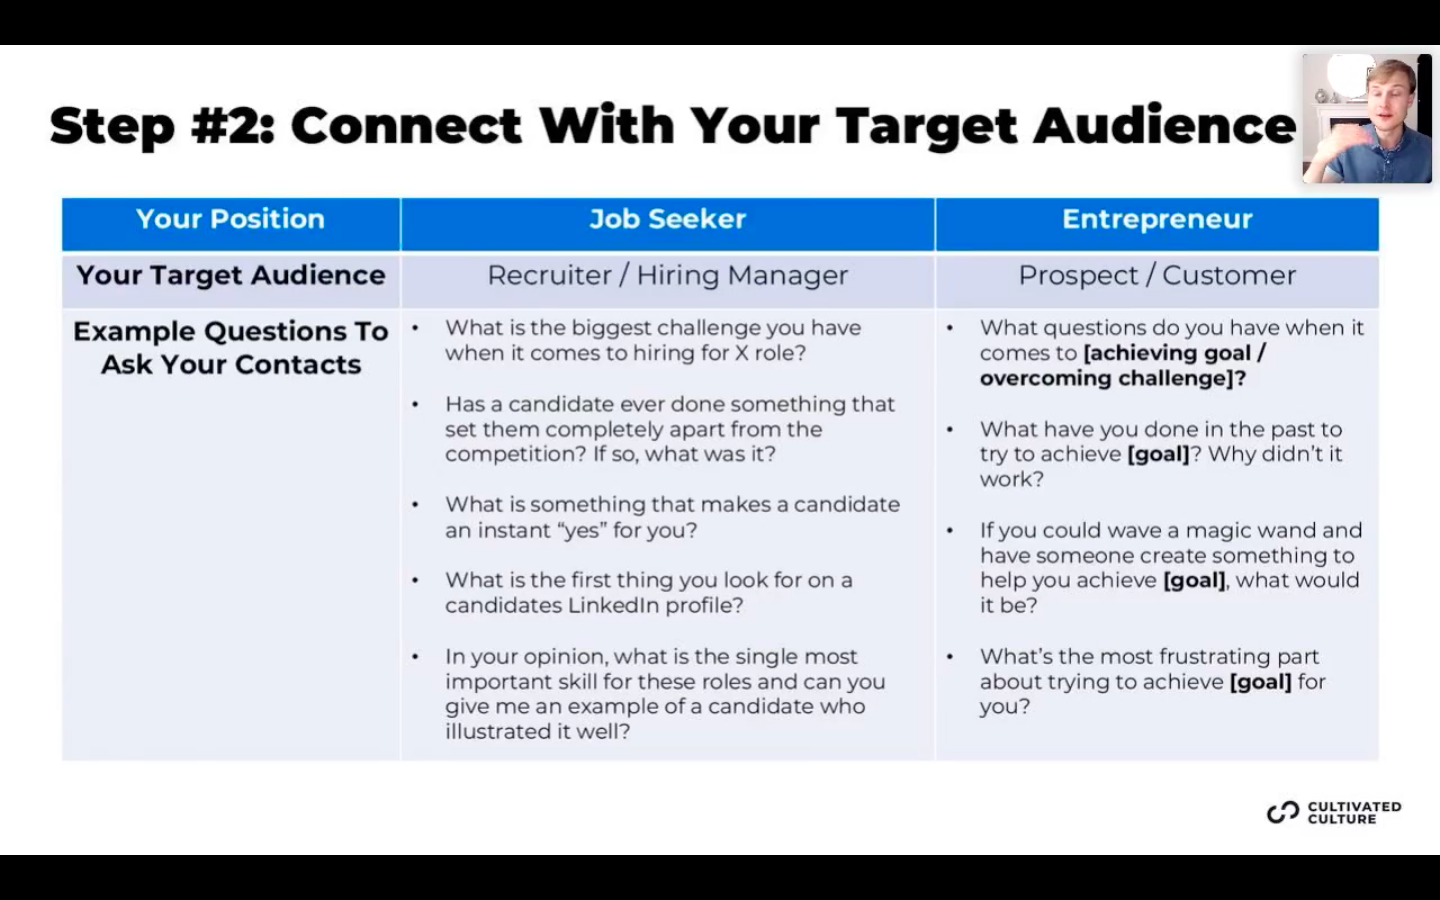 Step #2: Connect With Your Target Audience
Your Position
Job Seeker
Entrepreneur
Your Target Audience
Recruiter / Hiring Manager
Prospect / Customer
Example Questions To
Ask Your Contacts
• What is the biggest challenge you have
when it comes to hiring for X role?
• Has a candidate ever done something that
set them completely apart from the
competition? If so, what was it?
• What is something that makes a candidate
an instant “yes” for you?
• What is the first thing you look for on a
candidates LinkedIn profile?
• In your opinion, what is the single most
important skill for these roles and can you
give me an example of a candidate who
illustrated it well?
• What questions do you have when it
comes to [achieving goal /
overcoming challenge]?
• What have you done in the past to
try to achieve [goal]? Why didn’t it
work?
• If you could wave a magic wand and
have someone create something to
help you achieve [goal], what would
it be?
• What’s the most frustrating part
about trying to achieve [goal] for
you?
CULTIVATED
CULTURE